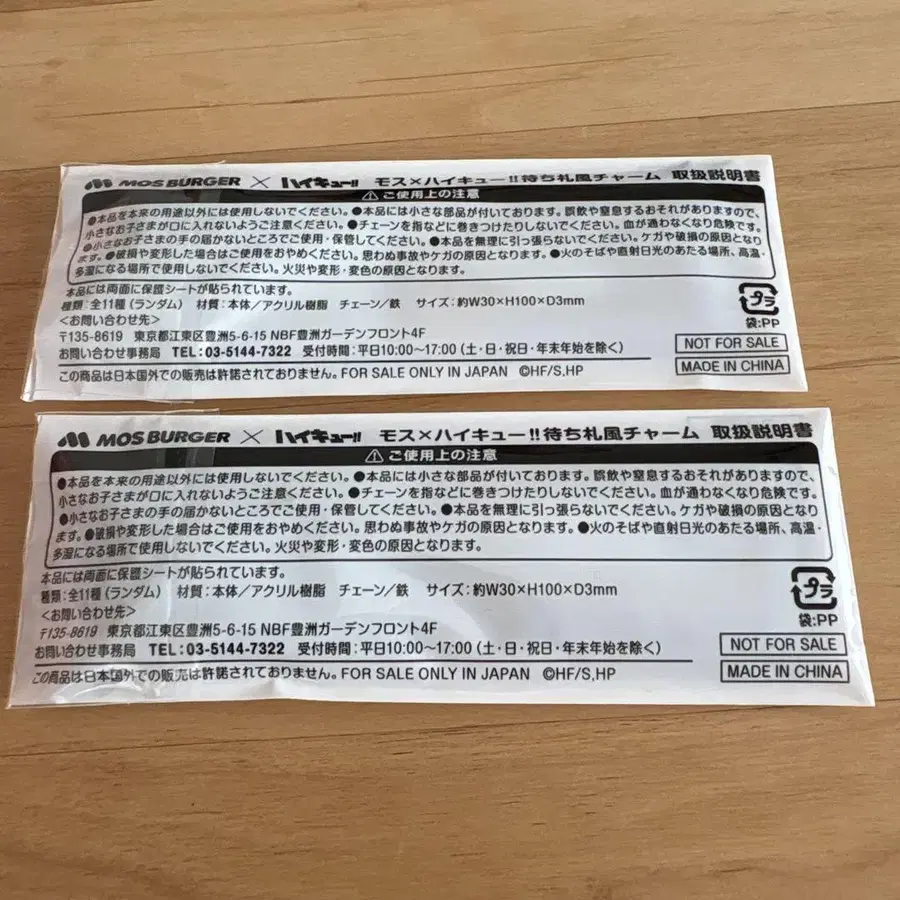 MOS BURGER × ハイキュー!! モス×ハイキュー!!待ち札風チャーム 取扱説明書
⚠ご使用上の注意
●本品を本来の用途以外には使用しないでください。●本品には小さな部品が付いております。誤飲や窒息するおそれがありますので、
小さなお子さまが口に入れないようご注意ください。●チェーンを指などに巻きつけたりしないでください。血が通わなくなり危険です。
●小さなお子さまの手の届かないところでご使用・保管してください。●本品を無理に引っ張らないでください。ケガや破損の原因となり
ます。●破損や変形した場合はご使用をおやめください。思わぬ事故やケガの原因となります。●火のそばや直射日光のあたる場所、高温・
多湿になる場所で使用しないでください。火災や変形・変色の原因となります。
本品には両面に保護シートが貼られています。
種類:全11種(ランダム) 材質:本体/アクリル樹脂 チェーン/鉄 サイズ:約W30×H100×D3mm
<お問い合わせ先>
〒135-8619 東京都江東区豊洲5-6-15 NBF豊洲ガーデンフロント4F
お問い合わせ事務局 TEL:03-5144-7322 受付時間:平日10:00~17:00(土・日・祝日・年末年始を除く)
この商品は日本国外での販売は許諾されておりません。FOR SALE ONLY IN JAPAN ©HF/S,HP
プラ
袋:PP
NOT FOR SALE
MADE IN CHINA
MOS BURGER × ハイキュー!! モス×ハイキュー!!待ち札風チャーム 取扱説明書
⚠ご使用上の注意
●本品を本来の用途以外には使用しないでください。●本品には小さな部品が付いております。誤飲や窒息するおそれがありますので、
小さなお子さまが口に入れないようご注意ください。●チェーンを指などに巻きつけたりしないでください。血が通わなくなり危険です。
●小さなお子さまの手の届かないところでご使用・保管してください。●本品を無理に引っ張らないでください。ケガや破損の原因となり
ます。●破損や変形した場合はご使用をおやめください。思わぬ事故やケガの原因となります。●火のそばや直射日光のあたる場所、高温・
多湿になる場所で使用しないでください。火災や変形・変色の原因となります。
本品には両面に保護シートが貼られています。
種類:全11種(ランダム) 材質:本体/アクリル樹脂 チェーン/鉄 サイズ:約W30×H100×D3mm
<お問い合わせ先>
〒135-8619 東京都江東区豊洲5-6-15 NBF豊洲ガーデンフロント4F
お問い合わせ事務局 TEL:03-5144-7322 受付時間:平日10:00~17:00(土・日・祝日・年末年始を除く)
この商品は日本国外での販売は許諾されておりません。FOR SALE ONLY IN JAPAN ©HF/S,HP
プラ
袋:PP
NOT FOR SALE
MADE IN CHINA